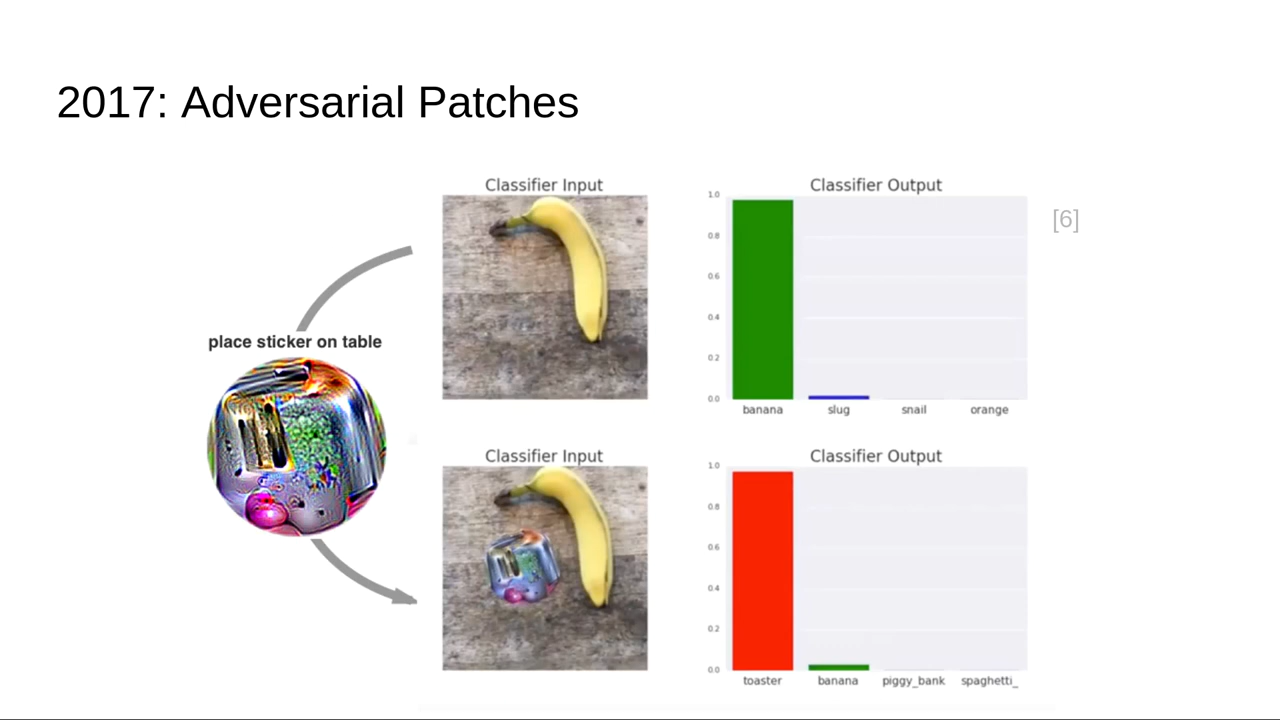 2017: Adversarial Patches
place sticker on table
Classifier Input
Classifier Output
1.0
0.8
0.6
0.4
0.2
0.0
banana slug snail orange
[6]
Classifier Input
Classifier Output
1.0
0.8
0.6
0.4
0.2
0.0
toaster banana piggy_bank spaghetti_